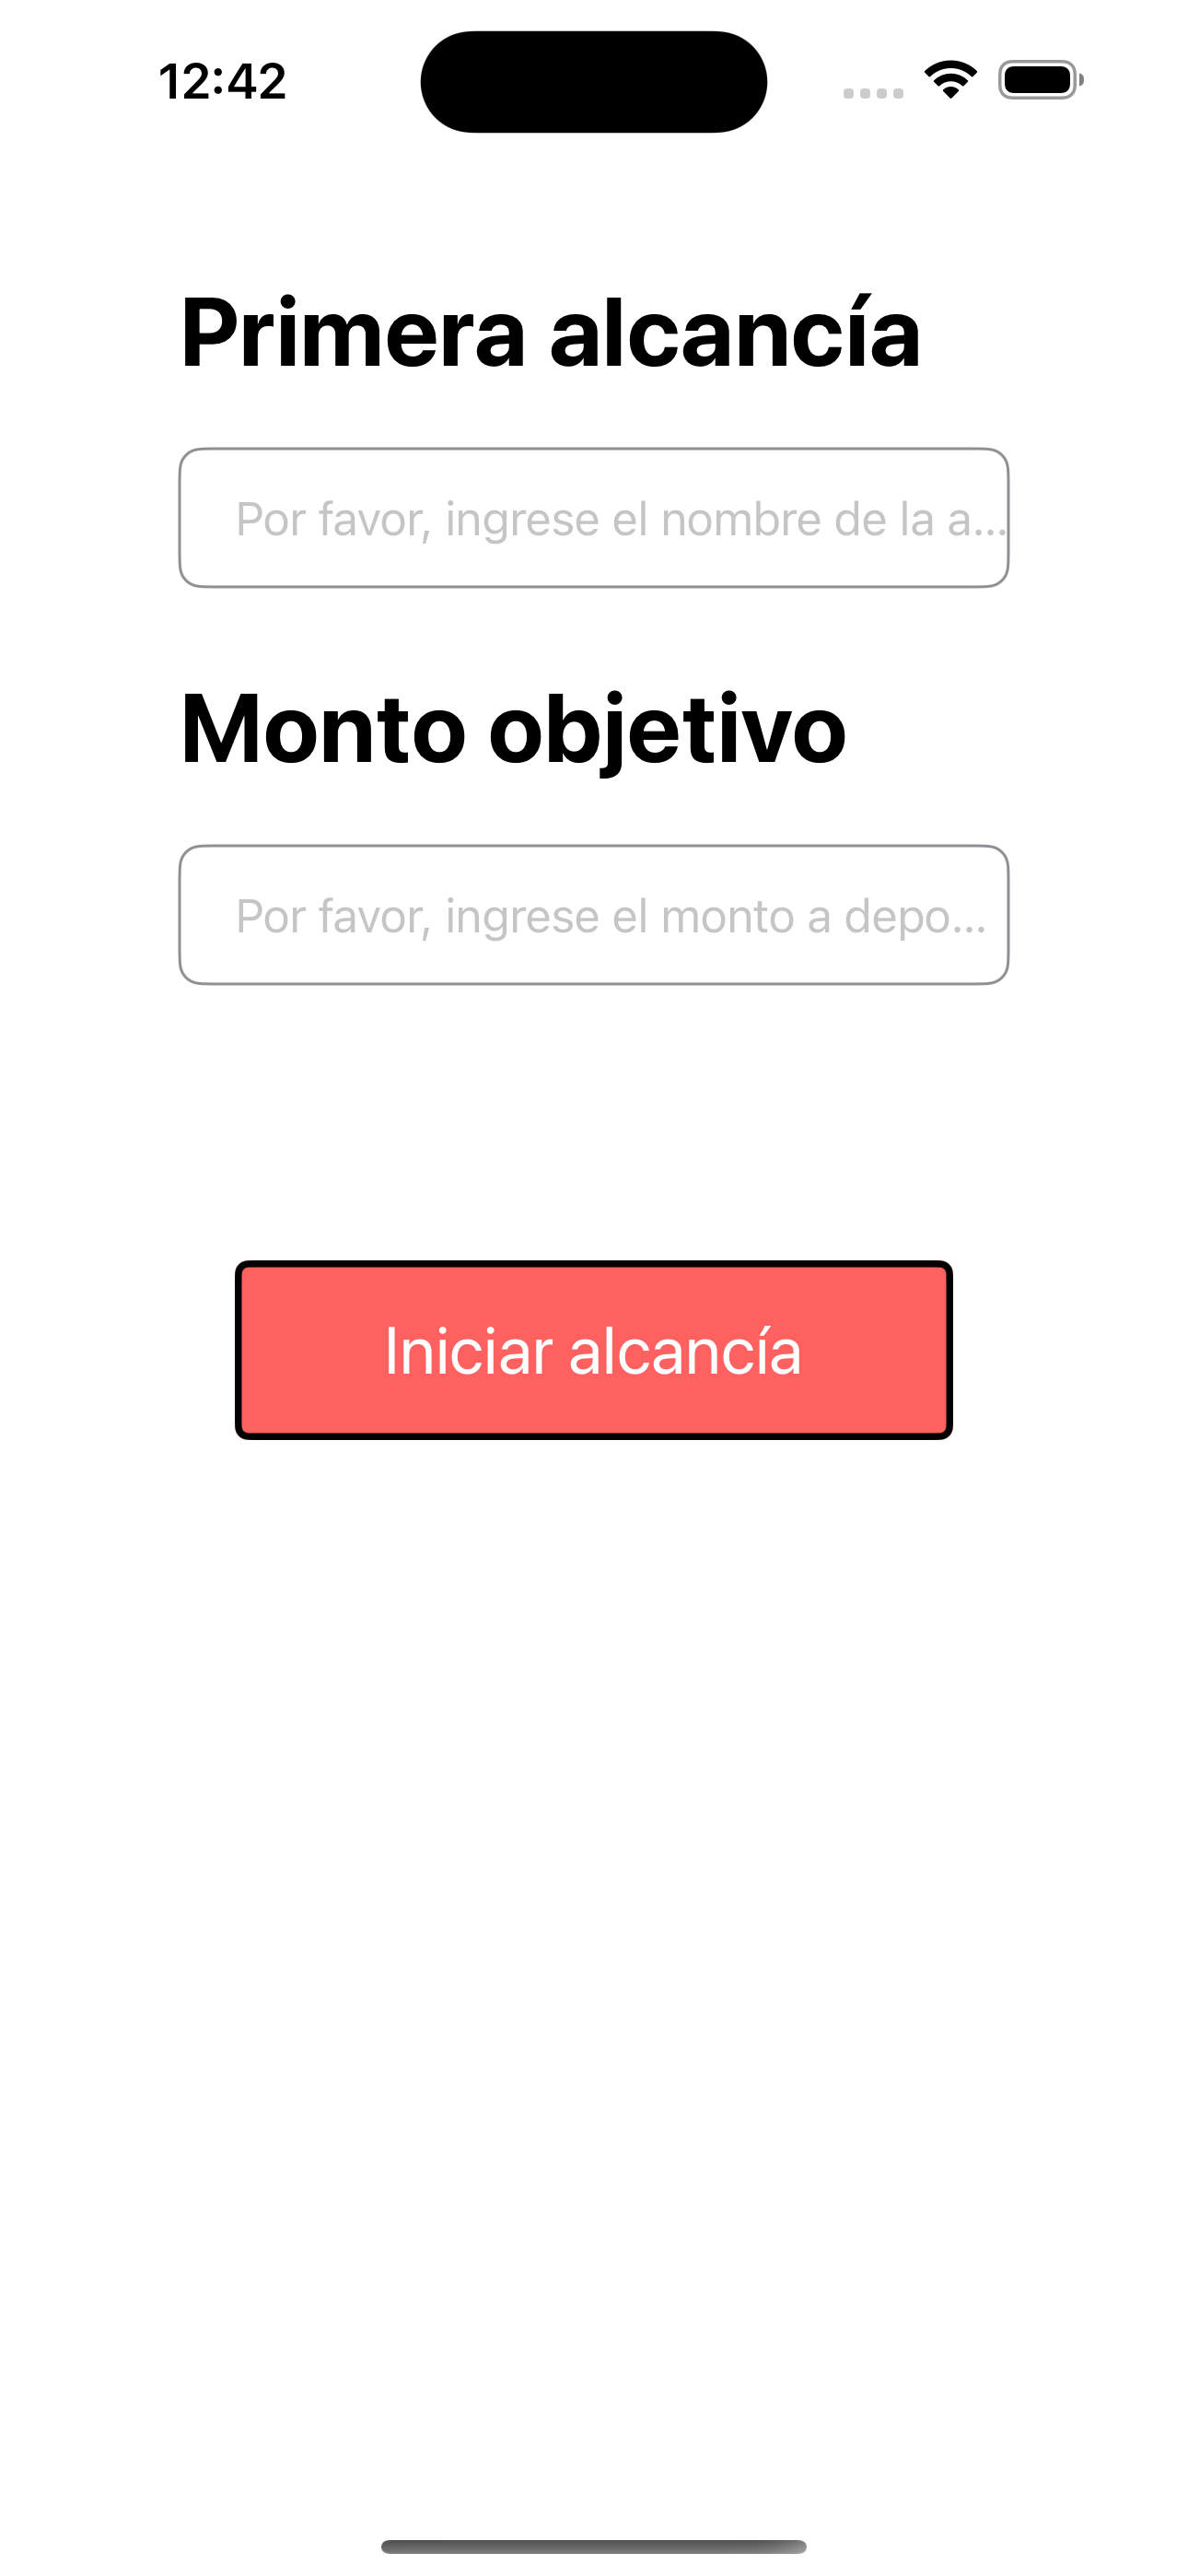 12:42
Primera alcancía
Por favor, ingrese el nombre de la a...
Monto objetivo
Por favor, ingrese el monto a depo...
Iniciar alcancía